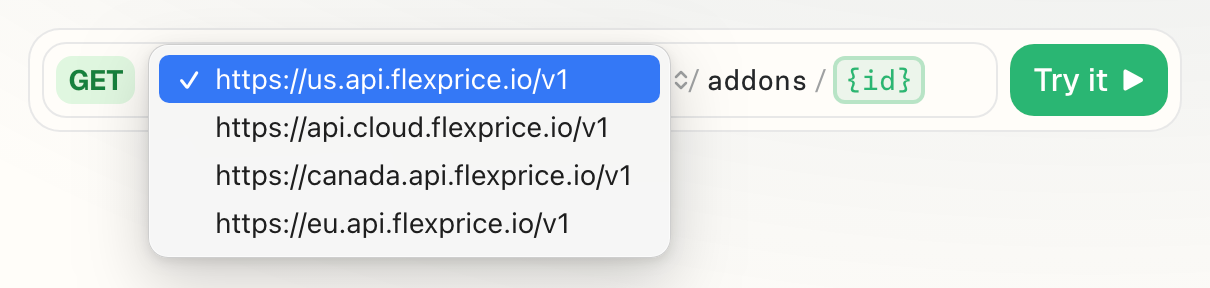 GET https://us.api.flexprice.io/v1 / addons / {id} Try it
https://api.cloud.flexprice.io/v1
https://canada.api.flexprice.io/v1
https://eu.api.flexprice.io/v1